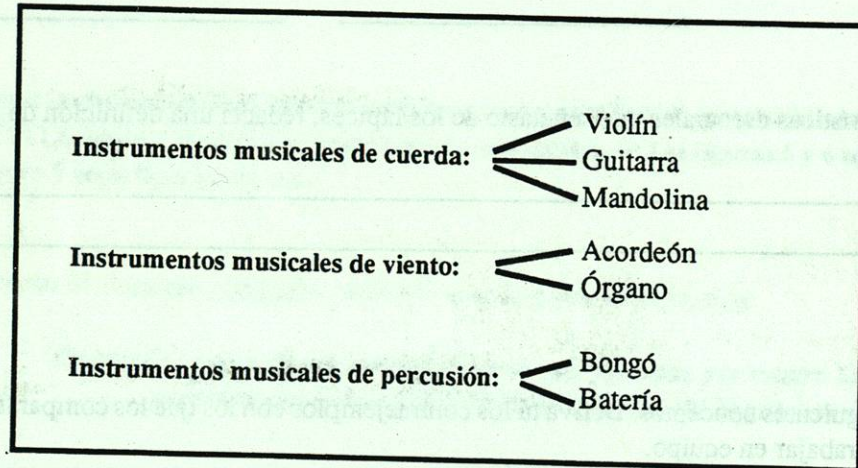 Violín
Instrumentos musicales de cuerda: Guitarra
Mandolina
Acordeón
Instrumentos musicales de viento:
Órgano
Bongó
Instrumentos musicales de percusión:
Batería